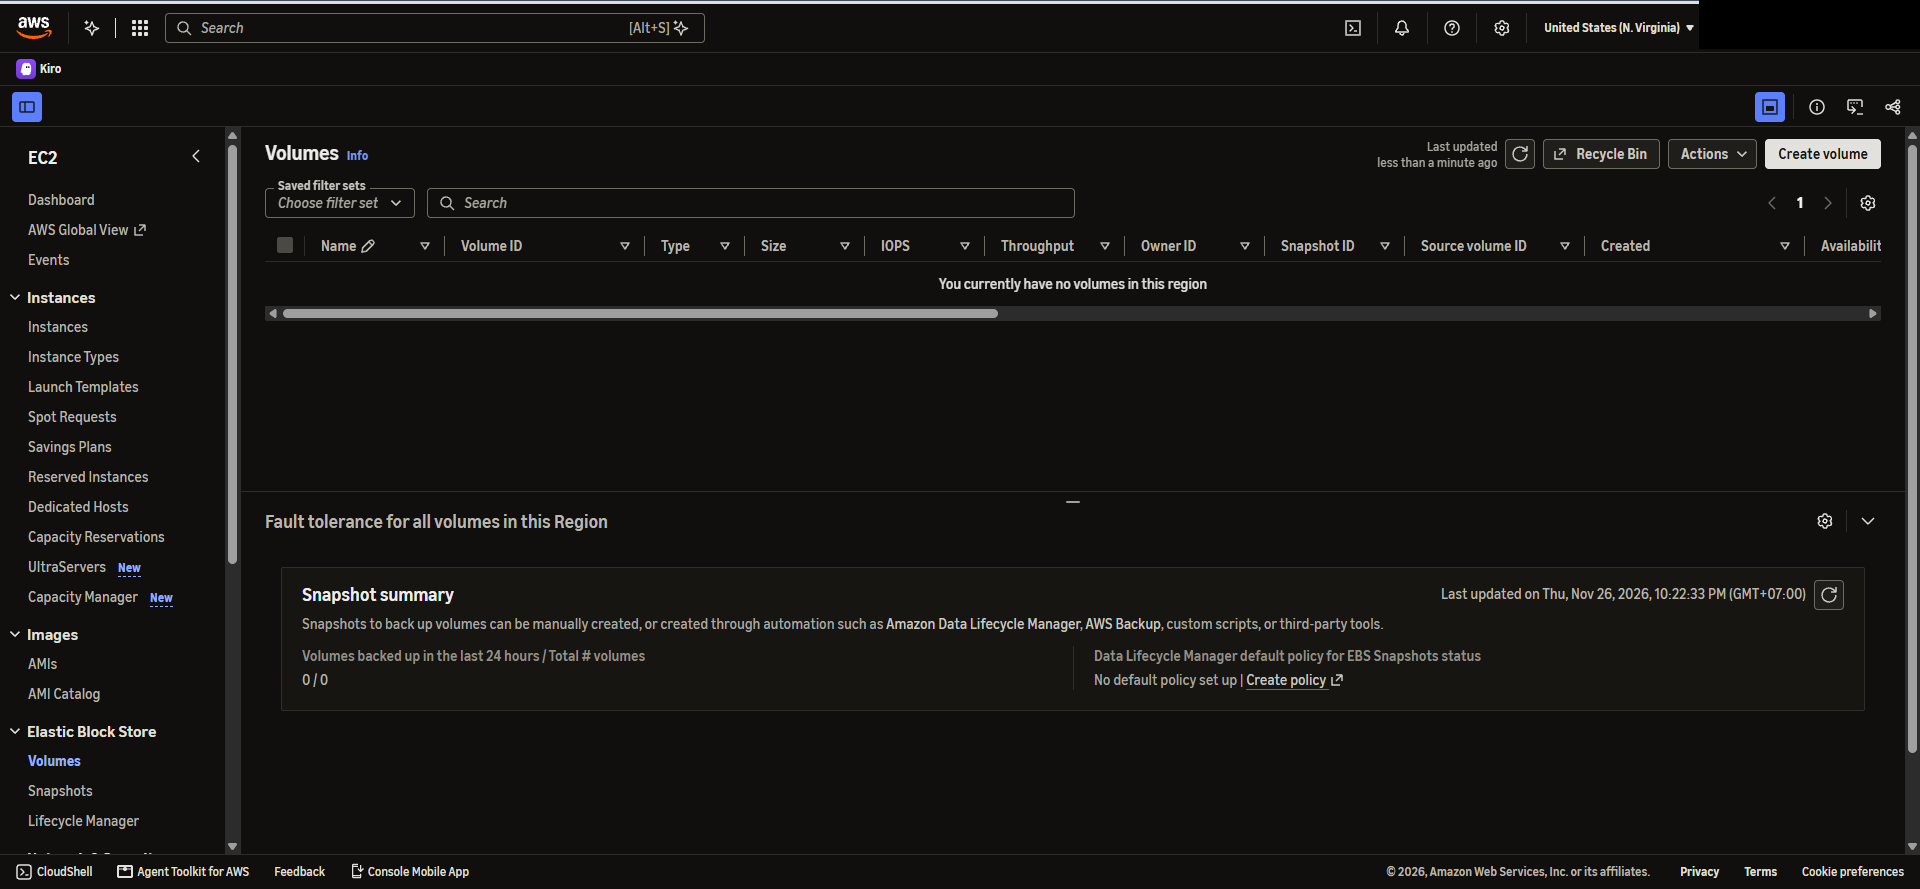 aws
Search [Alt+S]
United States (N. Virginia)
Kiro
EC2
Dashboard
AWS Global View
Events
Instances
Instances
Instance Types
Launch Templates
Spot Requests
Savings Plans
Reserved Instances
Dedicated Hosts
Capacity Reservations
UltraServers New
Capacity Manager New
Images
AMIs
AMI Catalog
Elastic Block Store
Volumes
Snapshots
Lifecycle Manager
Volumes Info
Last updated
less than a minute ago
Recycle Bin
Actions
Create volume
Saved filter sets
Choose filter set
Search
1
Name Volume ID Type Size IOPS Throughput Owner ID Snapshot ID Source volume ID Created Availabilit
You currently have no volumes in this region
Fault tolerance for all volumes in this Region
Snapshot summary
Last updated on Thu, Nov 26, 2026, 10:22:33 PM (GMT+07:00)
Snapshots to back up volumes can be manually created, or created through automation such as Amazon Data Lifecycle Manager, AWS Backup, custom scripts, or third-party tools.
Volumes backed up in the last 24 hours / Total # volumes
0 / 0
Data Lifecycle Manager default policy for EBS Snapshots status
No default policy set up | Create policy
CloudShell Agent Toolkit for AWS Feedback Console Mobile App
© 2026, Amazon Web Services, Inc. or its affiliates. Privacy Terms Cookie preferences